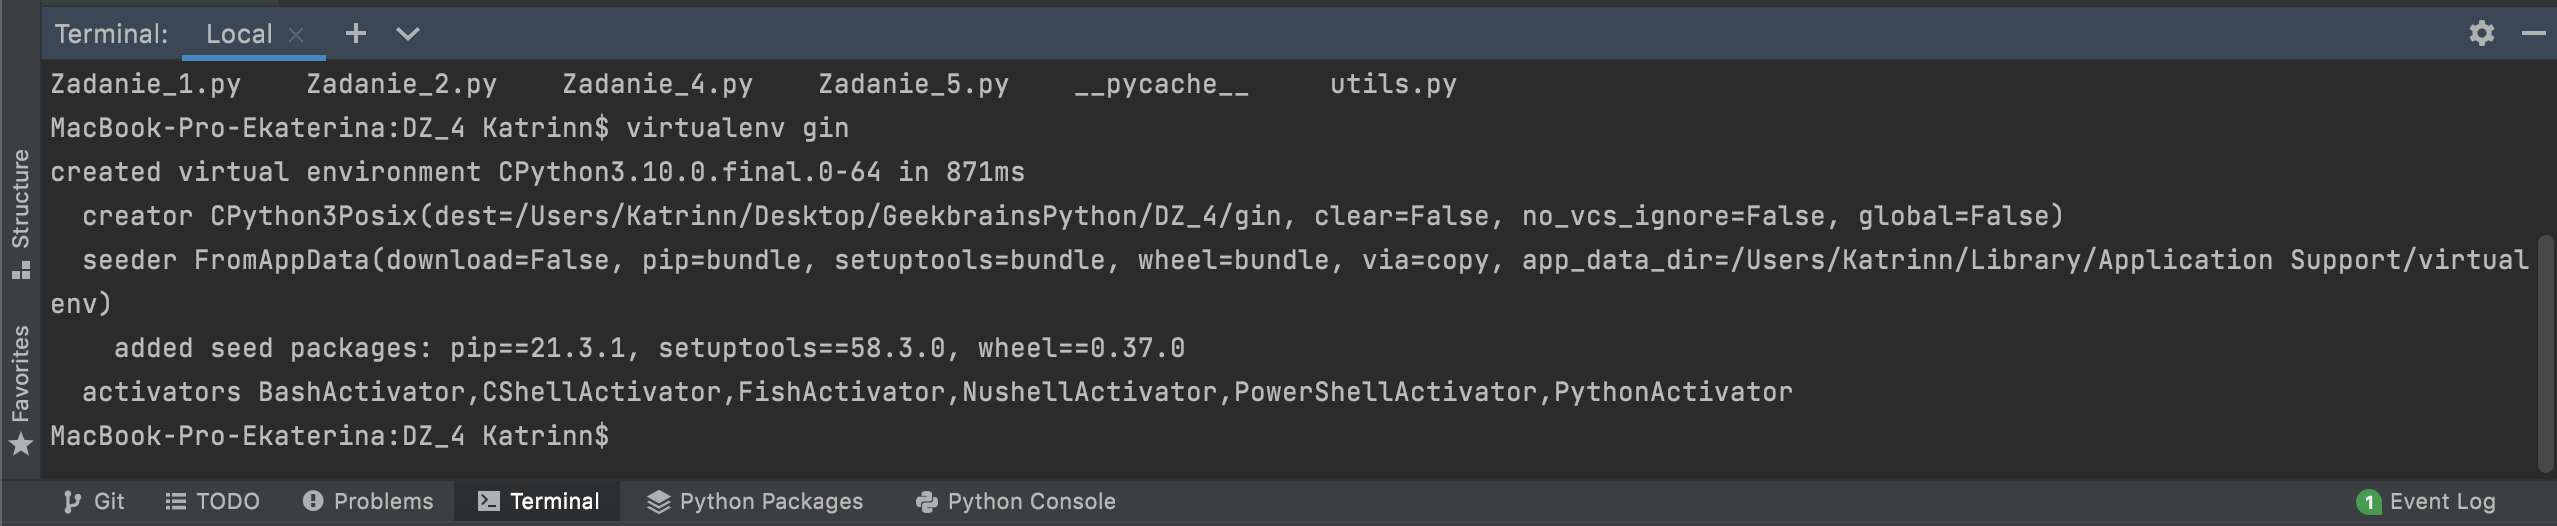 Terminal: Local
Zadanie_1.py Zadanie_2.py Zadanie_4.py Zadanie_5.py __pycache__ utils.py
MacBook-Pro-Ekaterina:DZ_4 Katrinn$ virtualenv gin
created virtual environment CPython3.10.0.final.0-64 in 871ms
creator CPython3Posix(dest=/Users/Katrinn/Desktop/GeekbrainsPython/DZ_4/gin, clear=False, no_vcs_ignore=False, global=False)
seeder FromAppData(download=False, pip=bundle, setuptools=bundle, wheel=bundle, via=copy, app_data_dir=/Users/Katrinn/Library/Application Support/virtual
env)
added seed packages: pip==21.3.1, setuptools==58.3.0, wheel==0.37.0
activators BashActivator,CShellActivator,FishActivator,NushellActivator,PowerShellActivator,PythonActivator
MacBook-Pro-Ekaterina:DZ_4 Katrinn$
Structure
Favorites
Git TODO Problems Terminal Python Packages Python Console 1 Event Log